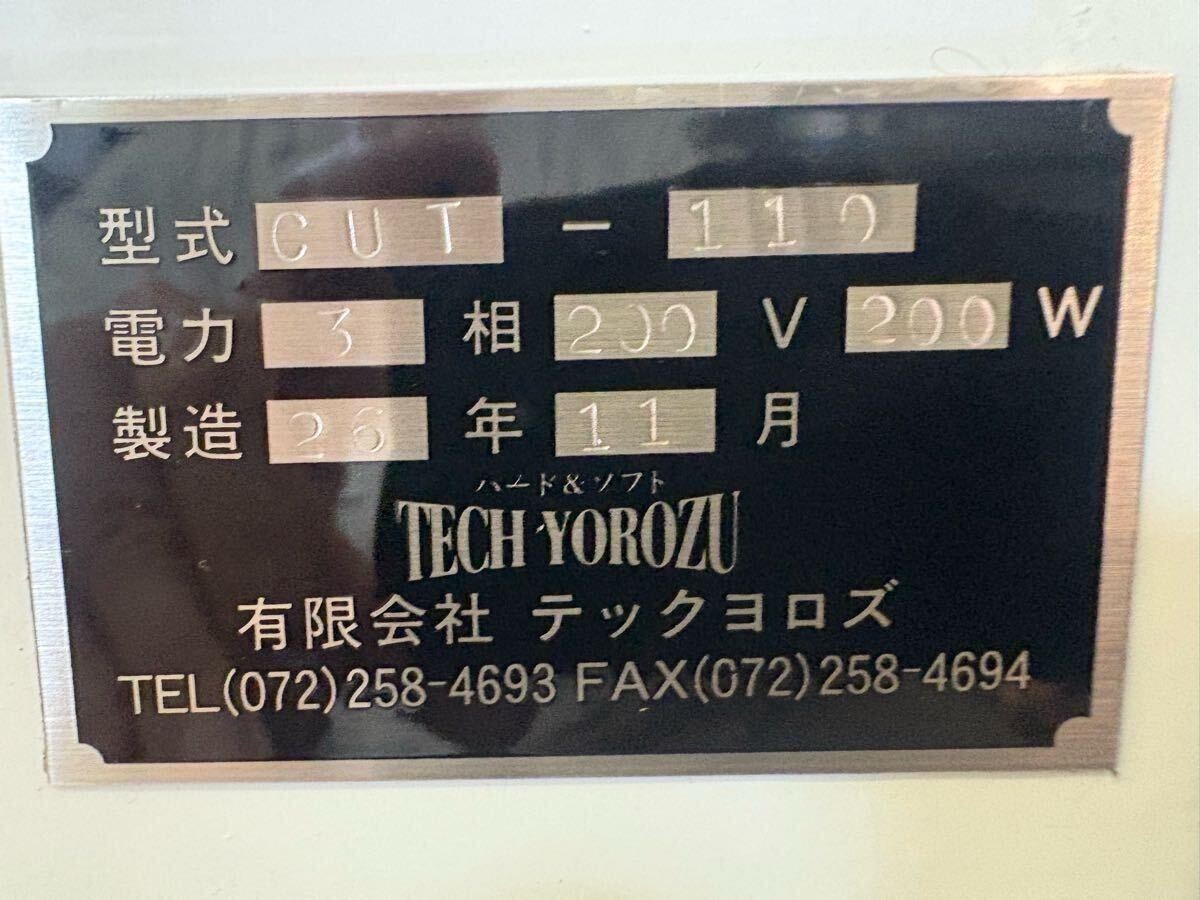 型式 CUT - 110
電力 3 相 200 V 200 W
製造 26 年 11 月
ハード&ソフト
TECH YOROZU
有限会社 テックヨロズ
TEL(072)258-4693 FAX(072)258-4694